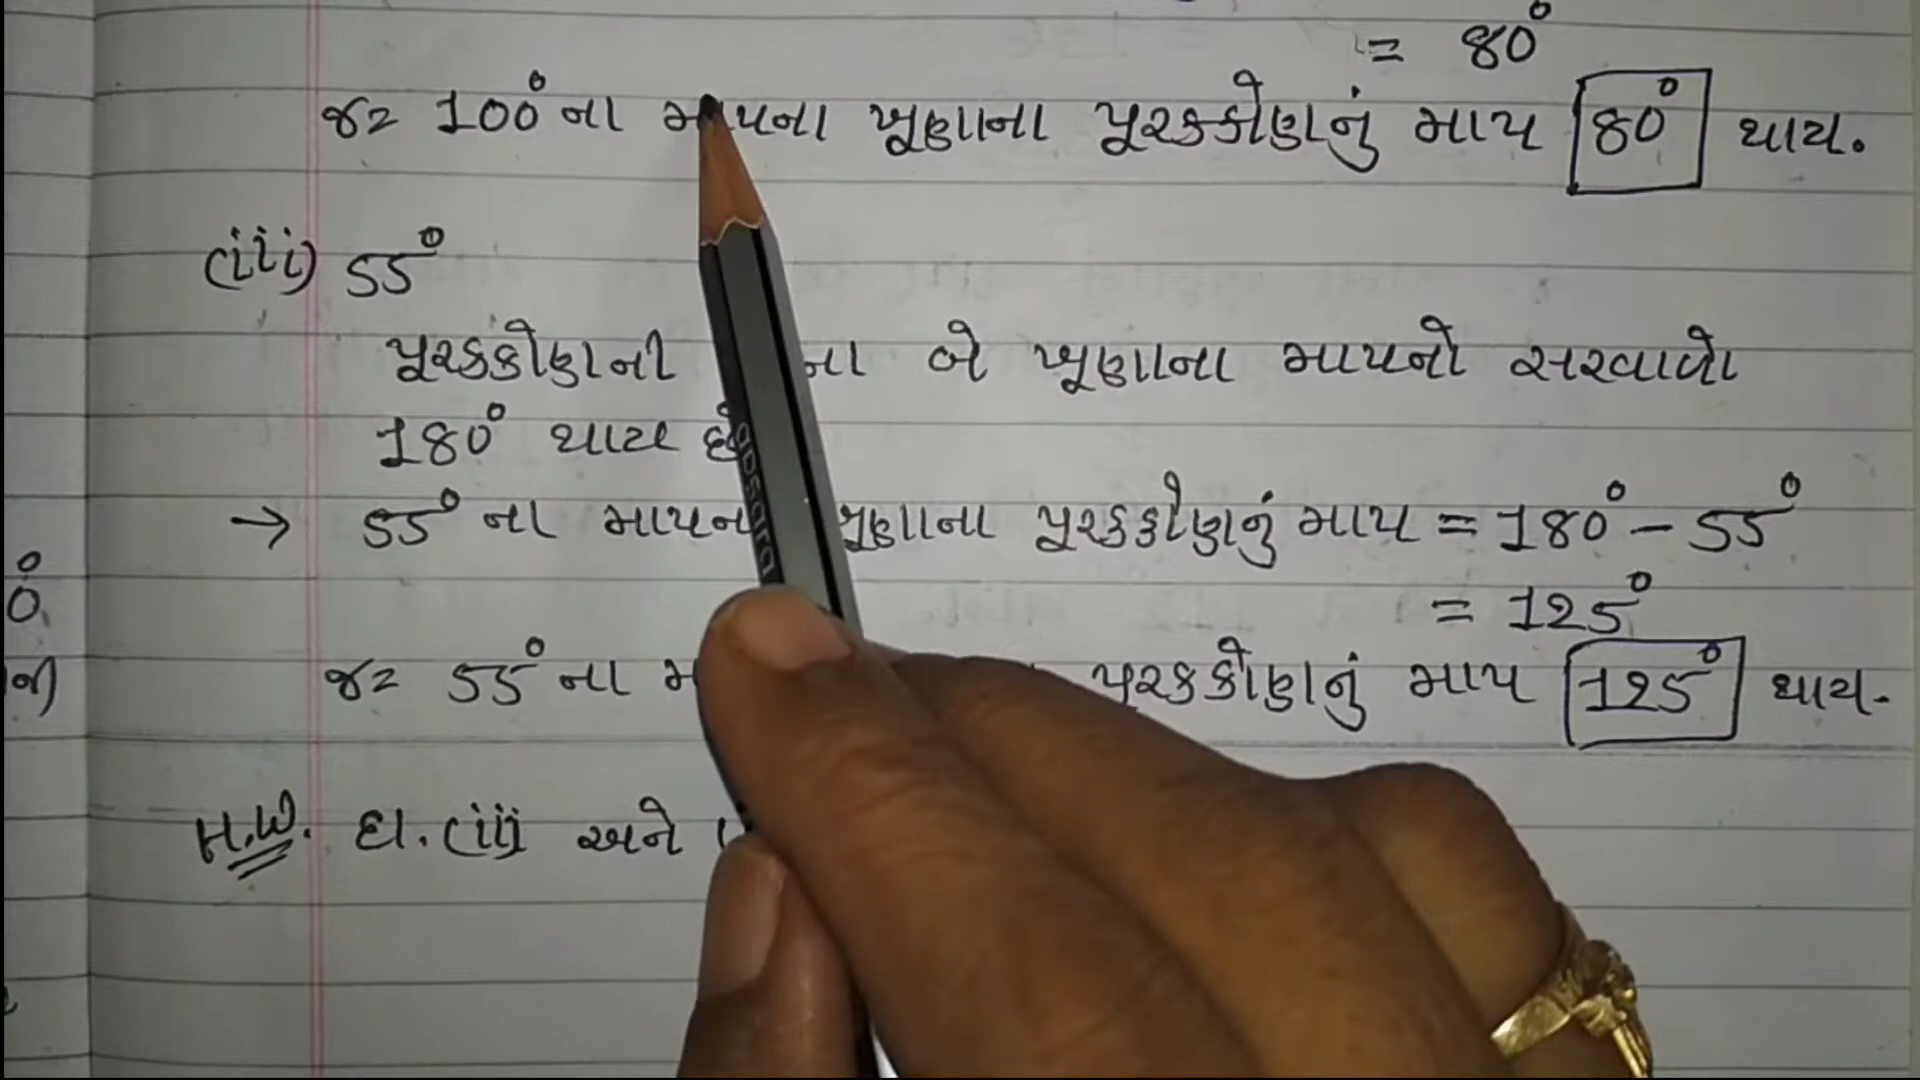 = 80°
જ= 100° ના માપના ખૂણાના પૂરકકોણનું માપ 80° થાય.
(iii) 55°
પૂરકકોણની ના બે ખૂણાના માપનો સરવાળો
180° થાય છે
→ 55° ના માપના ખૂણાના પૂરકકોણનું માપ = 180° - 55°
= 125°
જ= 55° ના પૂરકકોણનું માપ 125° થાય.
H.W. દા. (ii) અને
apsara